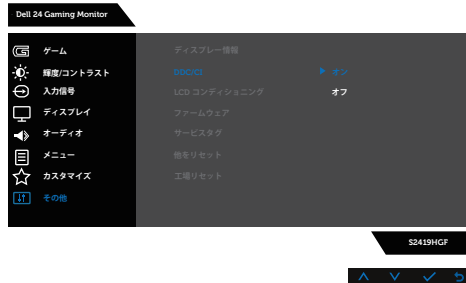 Dell 24 Gaming Monitor
ゲーム
ディスプレー情報
輝度/コントラスト
DDC/CI
オン
入力信号
LCD コンディショニング
オフ
ディスプレイ
ファームウェア
オーディオ
サービスタグ
メニュー
他をリセット
カスタマイズ
工場リセット
その他
S2419HGF